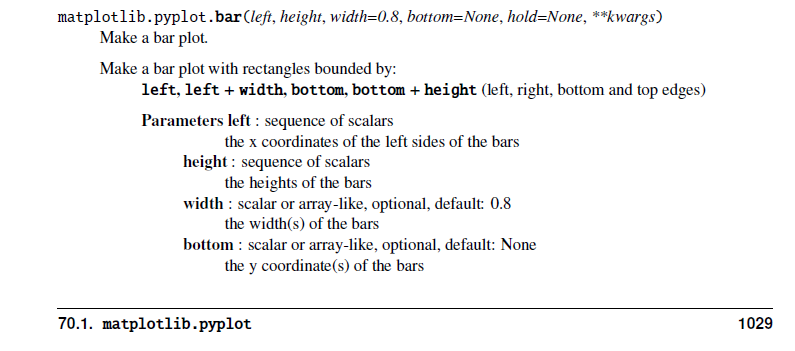 matplotlib.pyplot.bar(left, height, width=0.8, bottom=None, hold=None, **kwargs)
Make a bar plot.
Make a bar plot with rectangles bounded by:
left, left + width, bottom, bottom + height (left, right, bottom and top edges)
Parameters left : sequence of scalars
the x coordinates of the left sides of the bars
height : sequence of scalars
the heights of the bars
width : scalar or array-like, optional, default: 0.8
the width(s) of the bars
bottom : scalar or array-like, optional, default: None
the y coordinate(s) of the bars
70.1. matplotlib.pyplot 1029